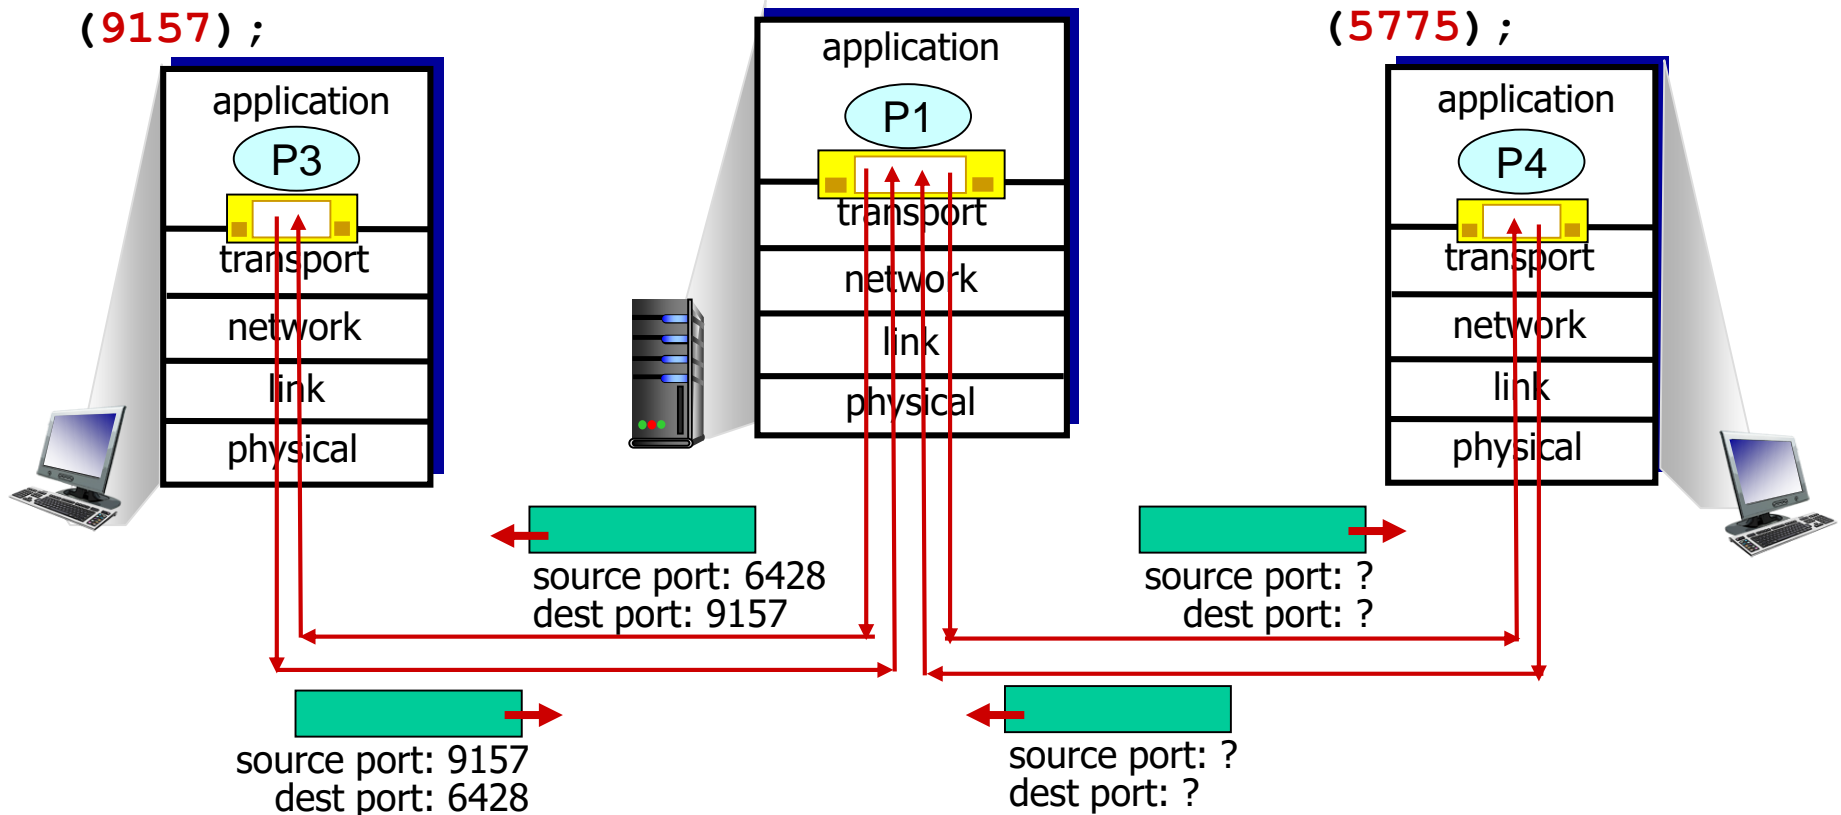 (9157);
application
P3
transport
network
link
physical
application
P1
transport
network
link
physical
(5775);
application
P4
transport
network
link
physical
source port: 6428
dest port: 9157
source port: ?
dest port: ?
source port: 9157
dest port: 6428
source port: ?
dest port: ?